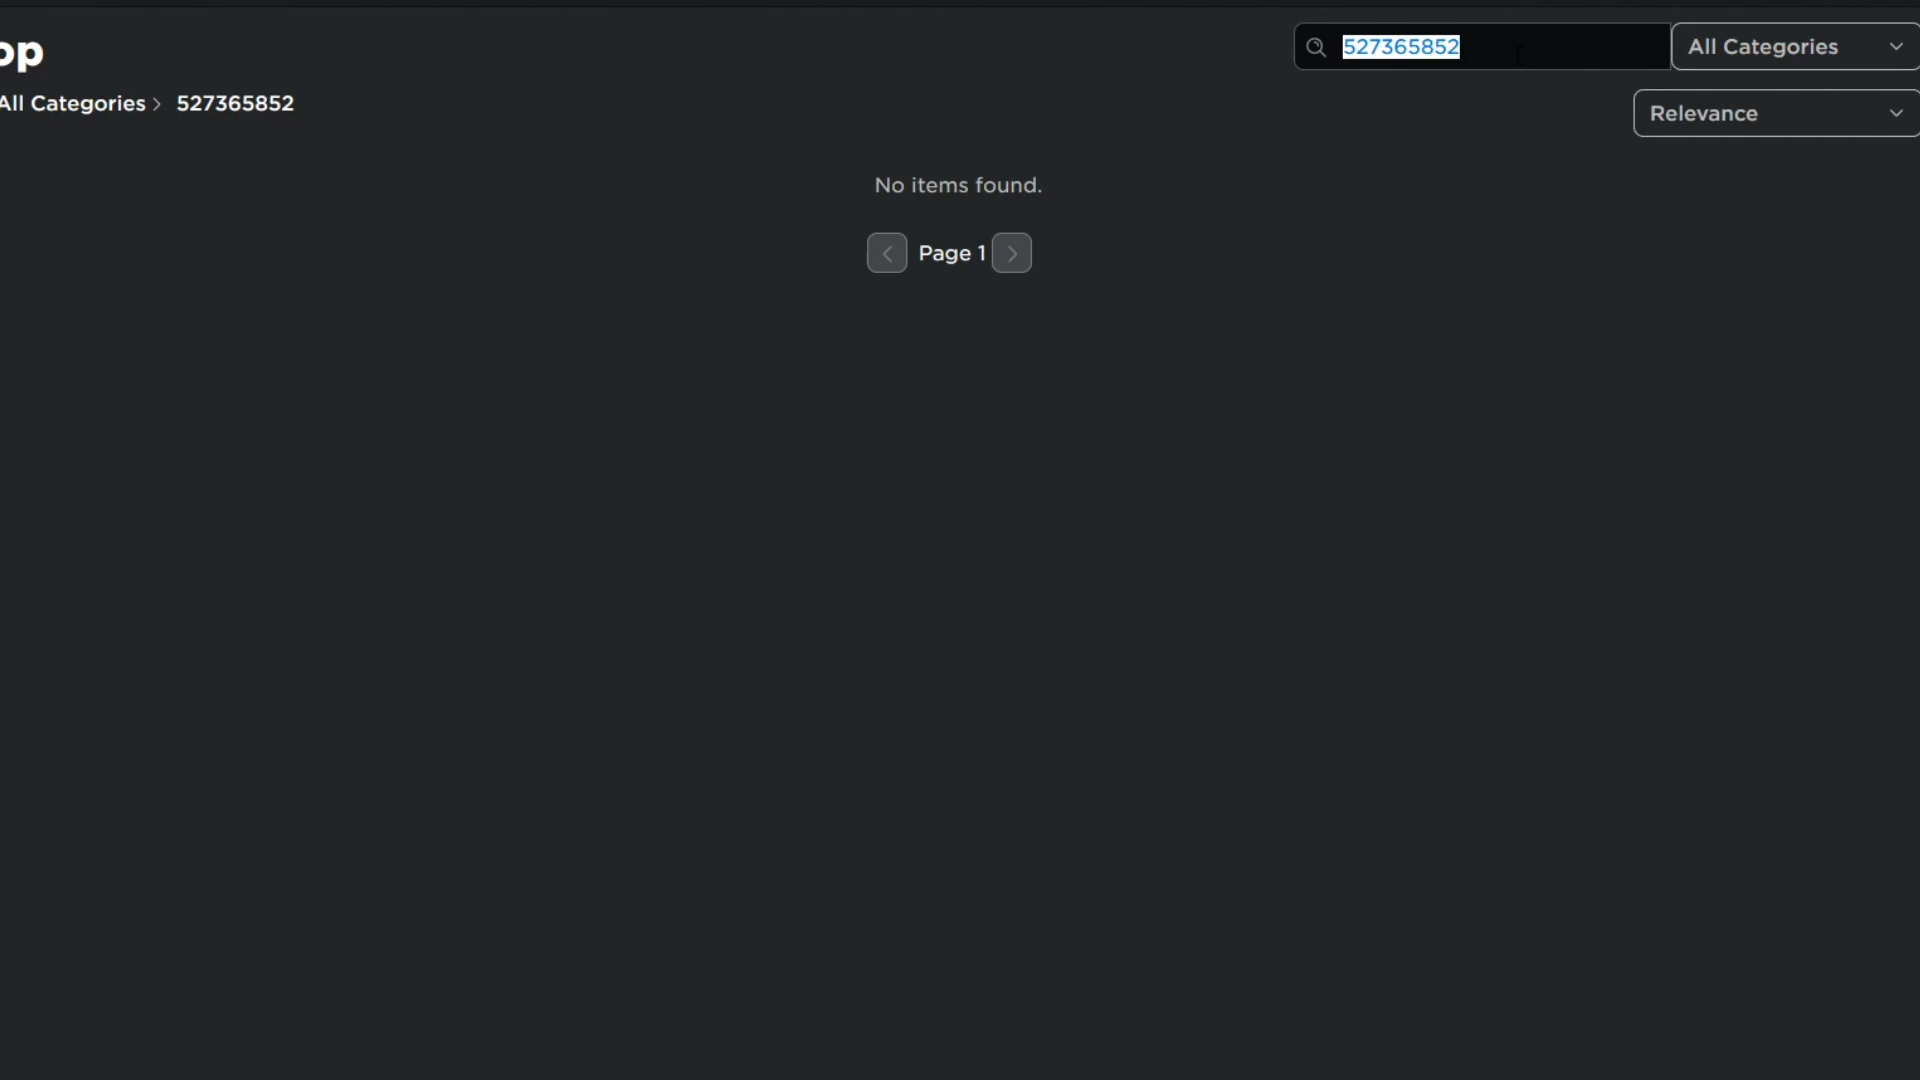 op
527365852
All Categories
All Categories > 527365852
Relevance
No items found.
Page 1